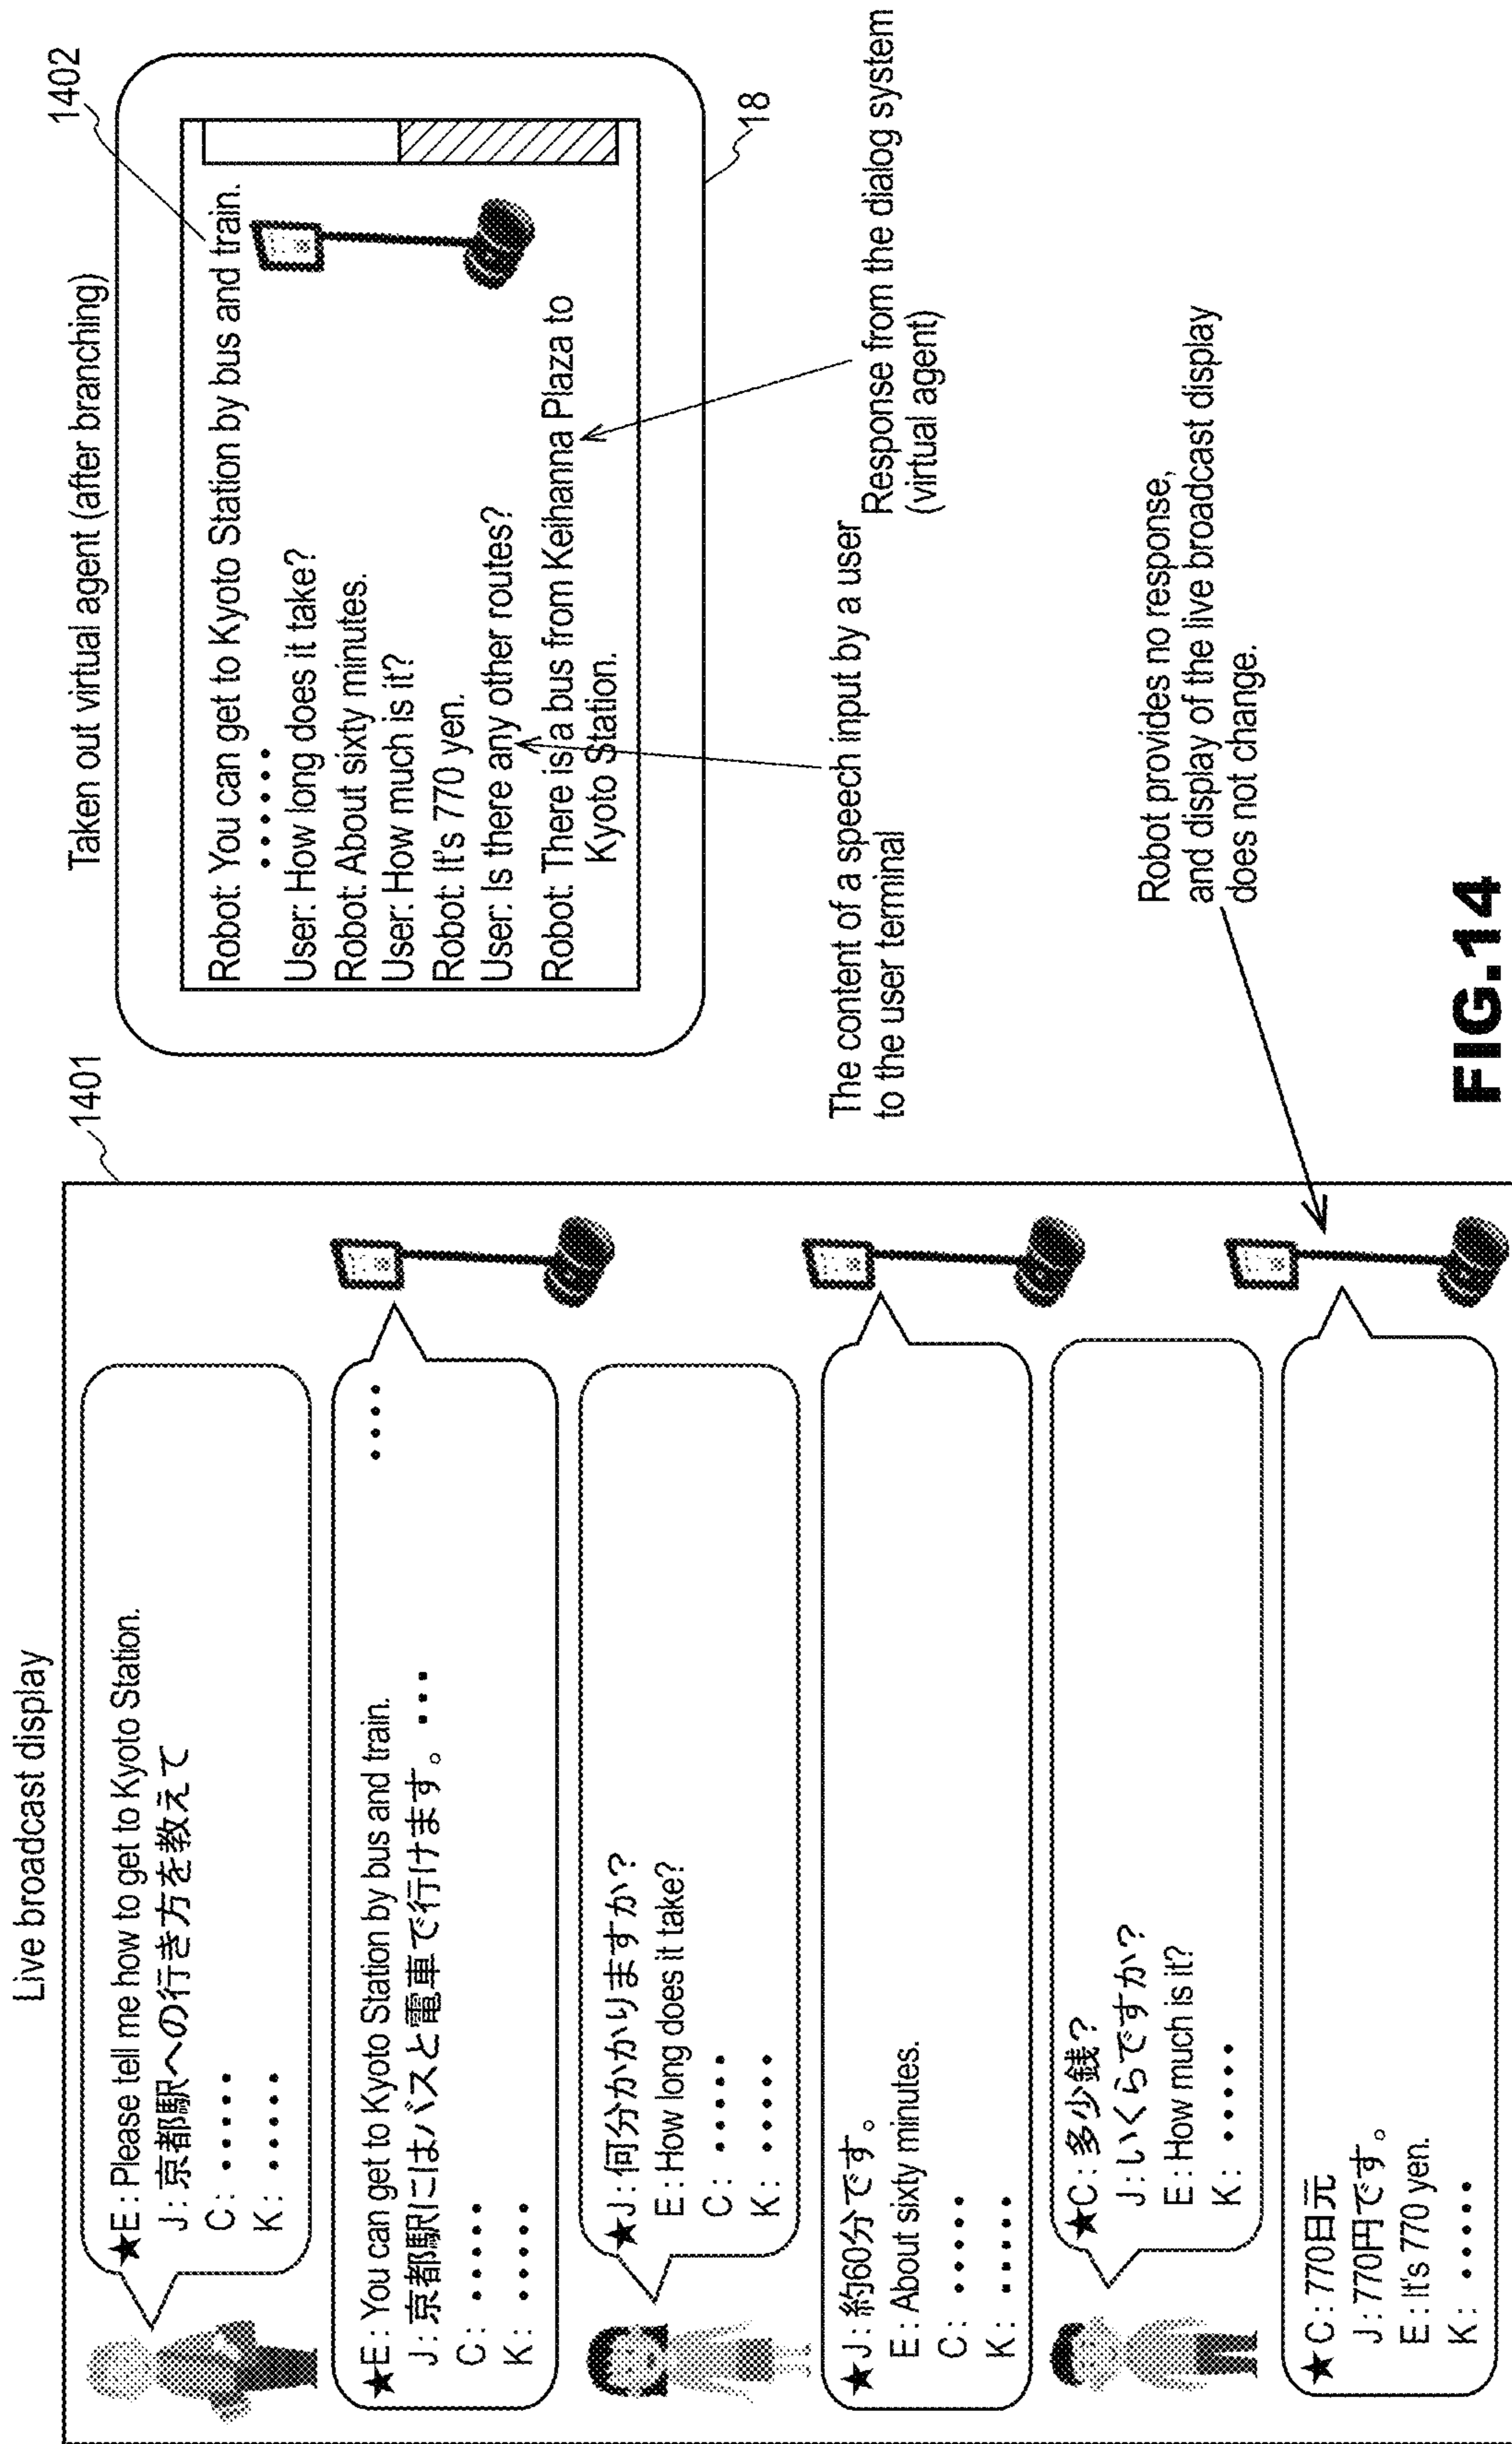 Live broadcast display
1401
★E : Please tell me how to get to Kyoto Station.
J : 京都駅への行き方を教えて
C : ・・・・・
K : ・・・・・
★E : You can get to Kyoto Station by bus and train. ・・・・
J : 京都駅にはバスと電車で行けます。・・・
C : ・・・・・
K : ・・・・・
★J : 何分かかりますか?
E : How long does it take?
C : ・・・・・
K : ・・・・・
★J : 約60分です。
E : About sixty minutes.
C : ・・・・・
K : ・・・・・
★C : 多少銭?
J : いくらですか?
E : How much is it?
K : ・・・・・
★C : 770日元
J : 770円です。
E : It's 770 yen.
K : ・・・・・
Taken out virtual agent (after branching)
1402
Robot: You can get to Kyoto Station by bus and train.
・・・・・・
User: How long does it take?
Robot: About sixty minutes.
User: How much is it?
Robot: It's 770 yen.
User: Is there any other routes?
Robot: There is a bus from Keihanna Plaza to
Kyoto Station.
18
The content of a speech input by a user
to the user terminal
Response from the dialog system
(virtual agent)
Robot provides no response,
and display of the live broadcast display
does not change.
FIG.14